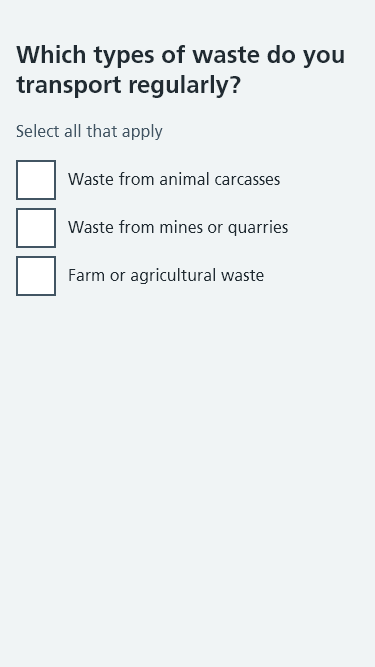 Which types of waste do you
transport regularly?
Select all that apply
Waste from animal carcasses
Waste from mines or quarries
Farm or agricultural waste